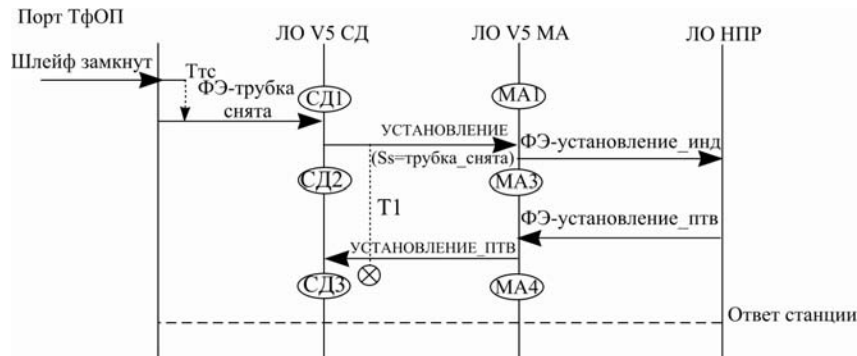 Порт ТфОП
ЛО V5 СД
ЛО V5 МА
ЛО НПР
Шлейф замкнут
Ттс
ФЭ-трубка
снята
СД1
МА1
УСТАНОВЛЕНИЕ
(Ss=трубка_снята)
ФЭ-установление_инд
СД2
МА3
Т1
ФЭ-установление_птв
УСТАНОВЛЕНИЕ_ПТВ
СД3
МА4
Ответ станции